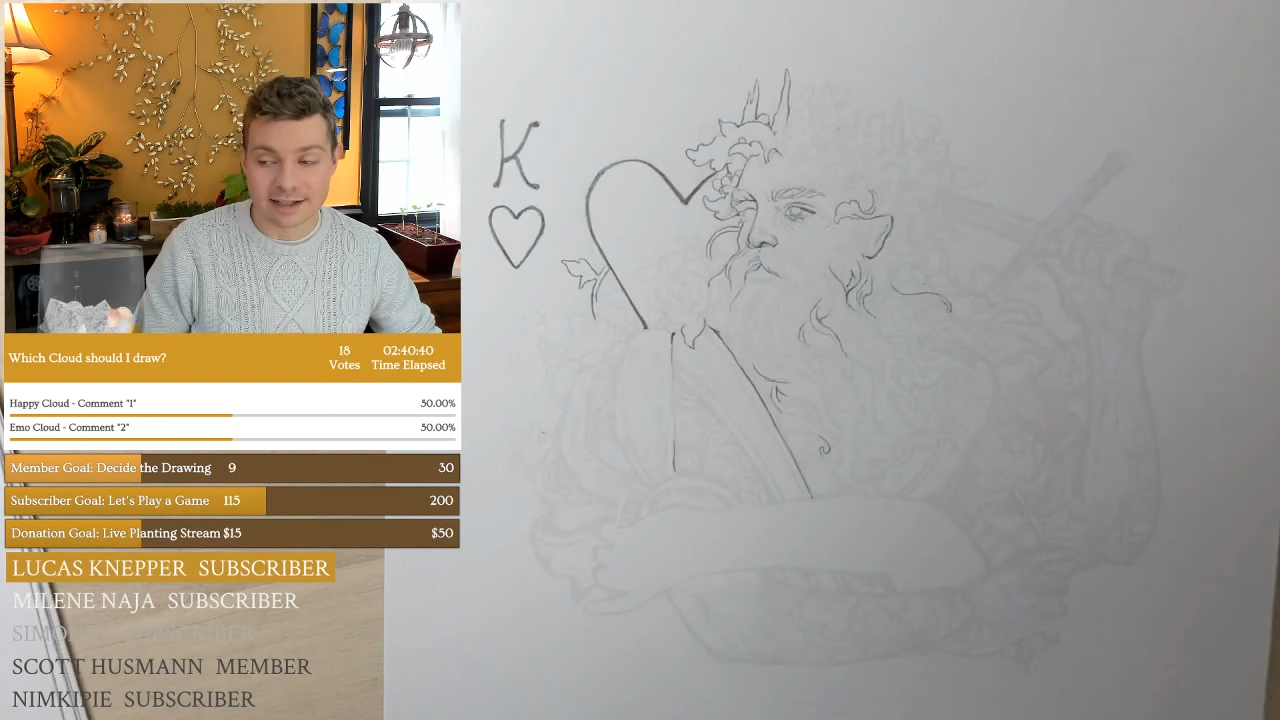 Which Cloud should I draw?
18 Votes
02:40:40 Time Elapsed
Happy Cloud - Comment "1" 50.00%
Emo Cloud - Comment "2" 50.00%
Member Goal: Decide the Drawing 9 30
Subscriber Goal: Let's Play a Game 115 200
Donation Goal: Live Planting Stream $15 $50
LUCAS KNEPPER SUBSCRIBER
MILENE NAJA SUBSCRIBER
SUBSCRIBER
SCOTT HUSMANN MEMBER
NIMKIPIE SUBSCRIBER
K